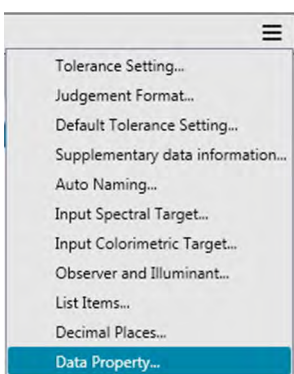 Tolerance Setting...
Judgement Format...
Default Tolerance Setting...
Supplementary data information...
Auto Naming...
Input Spectral Target...
Input Colorimetric Target...
Observer and Illuminant...
List Items...
Decimal Places...
Data Property...